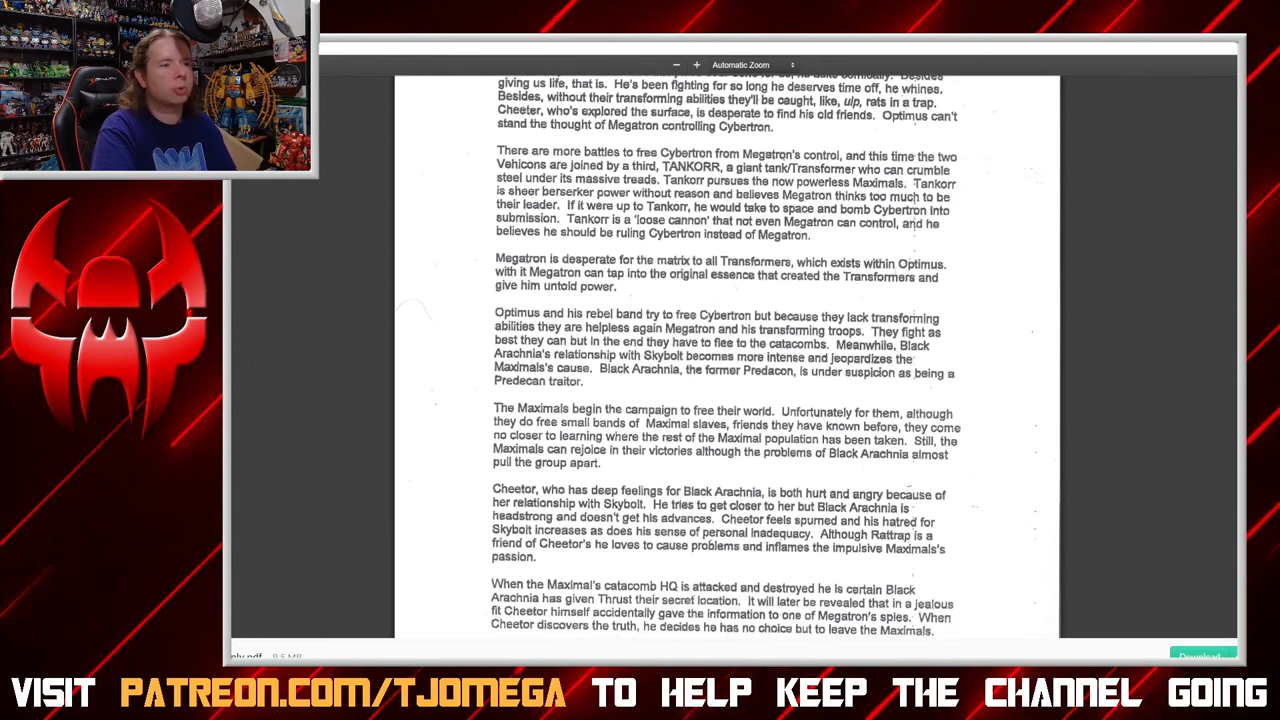 Automatic Zoom
giving us life, that is. He's been fighting for so long he deserves time off, he whines.
Besides, without their transforming abilities they'll be caught, like, ulp, rats in a trap.
Cheeter, who's explored the surface, is desperate to find his old friends. Optimus can't
stand the thought of Megatron controlling Cybertron.
There are more battles to free Cybertron from Megatron's control, and this time the two
Vehicons are joined by a third, TANKORR, a giant tank/Transformer who can crumble
steel under its massive treads. Tankorr pursues the now powerless Maximals. Tankorr
is sheer berserker power without reason and believes Megatron thinks too much to be
their leader. If it were up to Tankorr, he would take to space and bomb Cybertron into
submission. Tankorr is a 'loose cannon' that not even Megatron can control, and he
believes he should be ruling Cybertron instead of Megatron.
Megatron is desperate for the matrix to all Transformers, which exists within Optimus.
with it Megatron can tap into the original essence that created the Transformers and
give him untold power.
Optimus and his rebel band try to free Cybertron but because they lack transforming
abilities they are helpless again Megatron and his transforming troops. They fight as
best they can but in the end they have to flee to the catacombs. Meanwhile, Black
Arachnia's relationship with Skybolt becomes more intense and jeopardizes the
Maximals's cause. Black Arachnia, the former Predacon, is under suspicion as being a
Predecan traitor.
The Maximals begin the campaign to free their world. Unfortunately for them, although
they do free small bands of Maximal slaves, friends they have known before, they come
no closer to learning where the rest of the Maximal population has been taken. Still, the
Maximals can rejoice in their victories although the problems of Black Arachnia almost
pull the group apart.
Cheetor, who has deep feelings for Black Arachnia, is both hurt and angry because of
her relationship with Skybolt. He tries to get closer to her but Black Arachnia is
headstrong and doesn't get his advances. Cheetor feels spurned and his hatred for
Skybolt increases as does his sense of personal inadequacy. Although Rattrap is a
friend of Cheetor's he loves to cause problems and inflames the impulsive Maximals's
passion.
When the Maximal's catacomb HQ is attacked and destroyed he is certain Black
Arachnia has given Thrust their secret location. It will later be revealed that in a jealous
fit Cheetor himself accidentally gave the information to one of Megatron's spies. When
Cheetor discovers the truth, he decides he has no choice but to leave the Maximals.
9.5 MB
Download
VISIT PATREON.COM/TJOMEGA TO HELP KEEP THE CHANNEL GOING